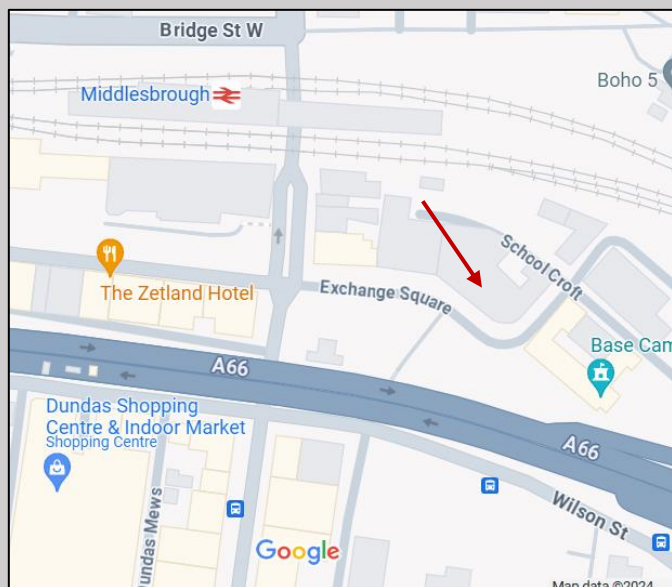 Bridge St W
Middlesbrough
Boho 5
School Croft
The Zetland Hotel
Exchange Square
A66
Base Cam
Dundas Shopping
Centre & Indoor Market
Shopping Centre
A66
Dundas Mews
Wilson St
Google
Map data ©2024